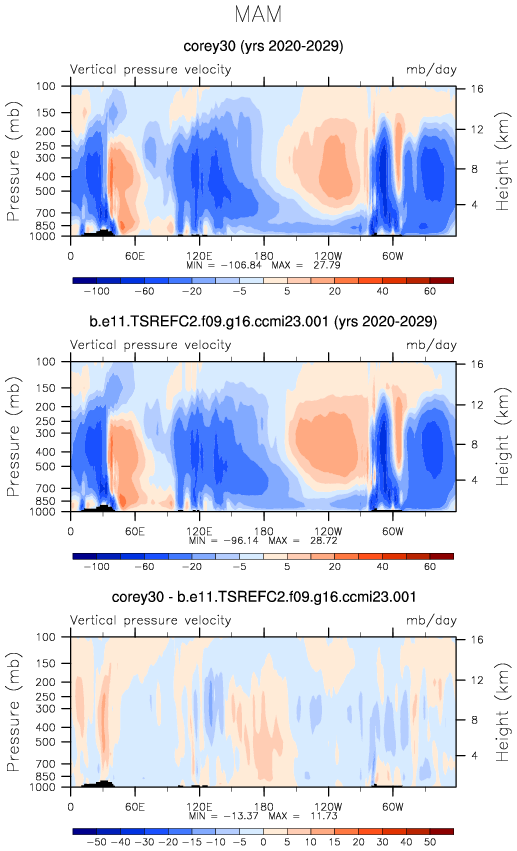 MAM
corey30 (yrs 2020-2029)
Vertical pressure velocity mb/day
100 150 200 250 300 400 500 700 850 1000
Pressure (mb)
16 12 8 4
Height (km)
0 60E 120E 180 120W 60W
MIN = -106.84 MAX = 27.79
-100 -60 -20 -5 5 20 40 60
b.e11.TSREFC2.f09.g16.ccmi23.001 (yrs 2020-2029)
Vertical pressure velocity mb/day
100 150 200 250 300 400 500 700 850 1000
Pressure (mb)
16 12 8 4
Height (km)
0 60E 120E 180 120W 60W
MIN = -96.14 MAX = 28.72
-100 -60 -20 -5 5 20 40 60
corey30 - b.e11.TSREFC2.f09.g16.ccmi23.001
Vertical pressure velocity mb/day
100 150 200 250 300 400 500 700 850 1000
Pressure (mb)
16 12 8 4
Height (km)
0 60E 120E 180 120W 60W
MIN = -13.37 MAX = 11.73
-50 -40 -30 -20 -15 -10 -5 0 5 10 15 20 30 40 50